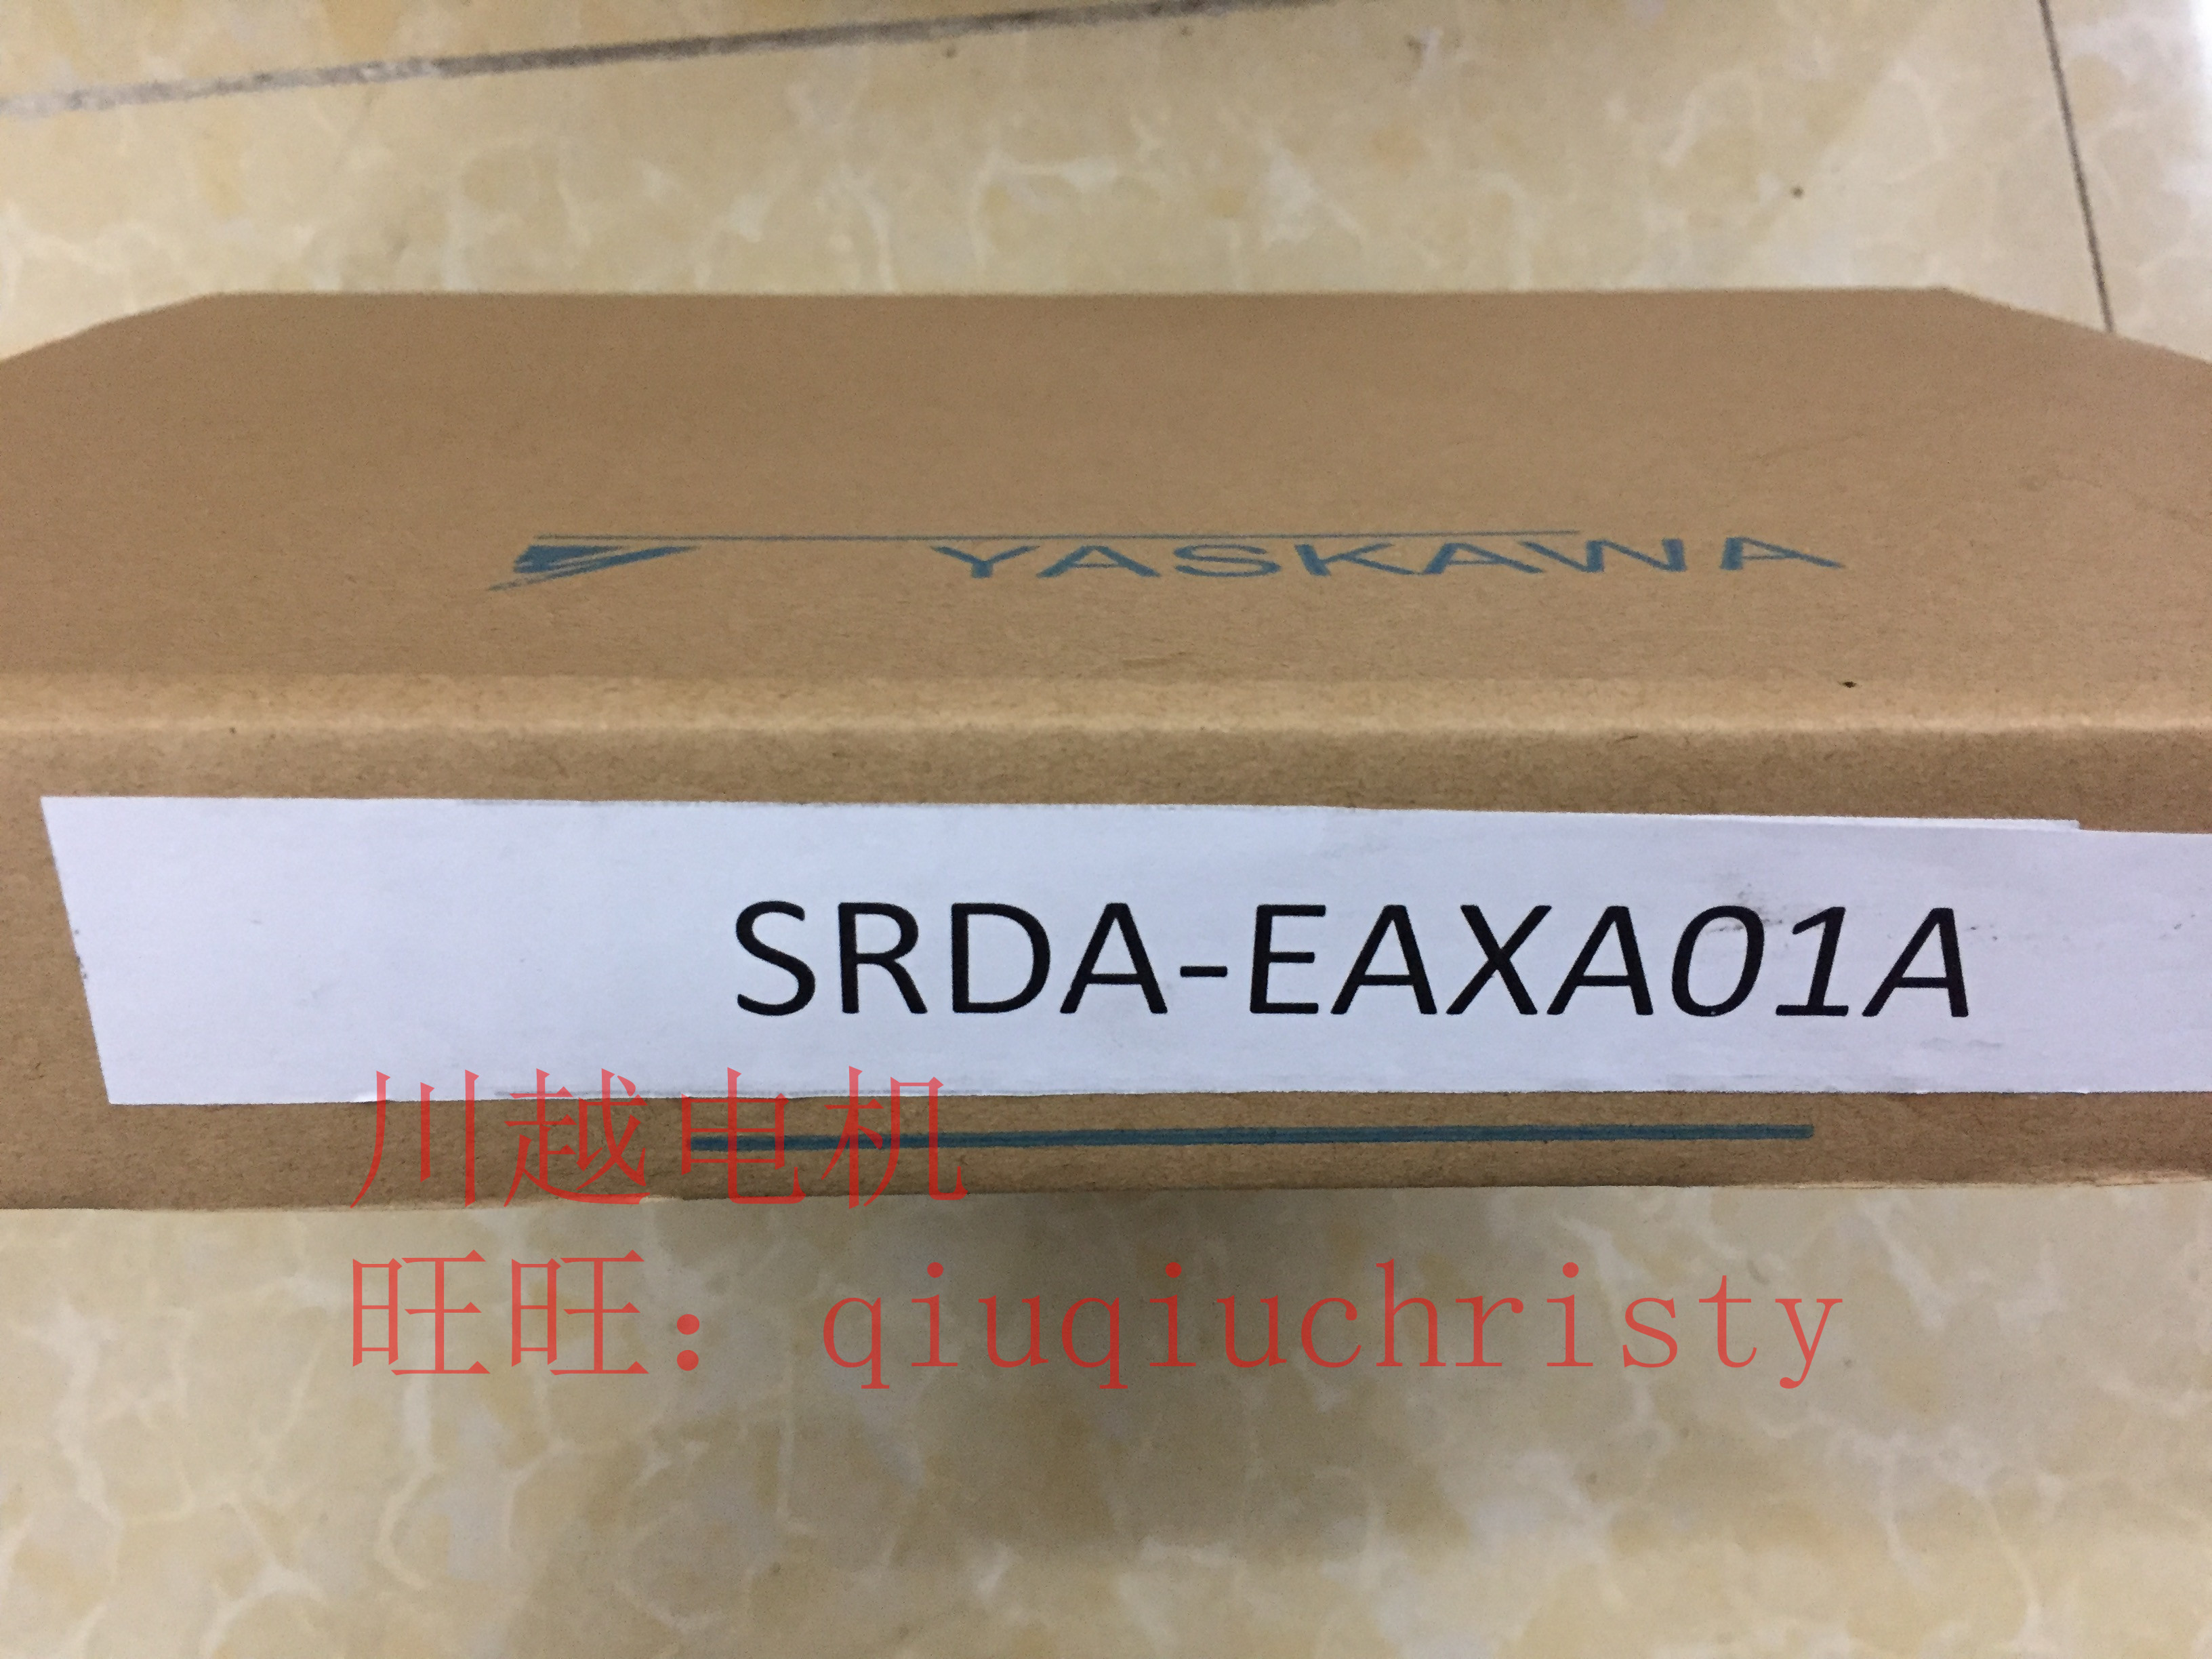 YASKAWA
SRDA-EAXA01A
川越电机
旺旺：qiuqiuchristy